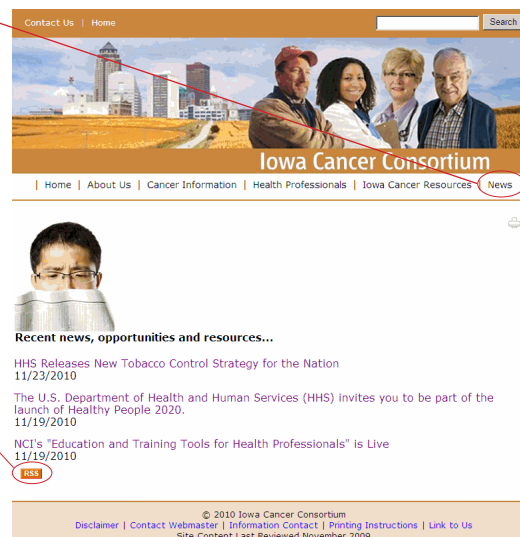 Contact Us | Home
Search
Iowa Cancer Consortium
| Home | About Us | Cancer Information | Health Professionals | Iowa Cancer Resources | News
Recent news, opportunities and resources...
HHS Releases New Tobacco Control Strategy for the Nation
11/23/2010
The U.S. Department of Health and Human Services (HHS) invites you to be part of the
launch of Healthy People 2020.
11/19/2010
NCI's "Education and Training Tools for Health Professionals" is Live
11/19/2010
RSS
© 2010 Iowa Cancer Consortium
Disclaimer | Contact Webmaster | Information Contact | Printing Instructions | Link to Us
Site Content Last Reviewed November 2009